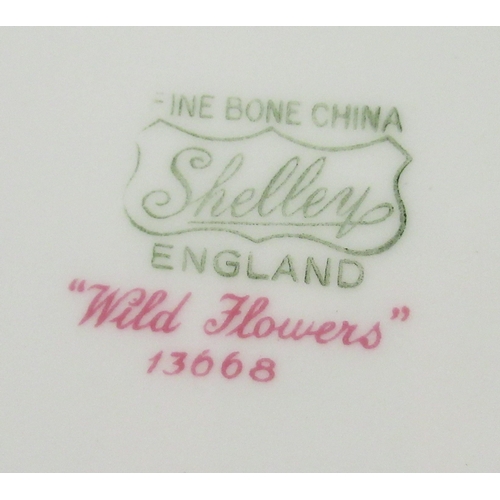 FINE BONE CHINA
Shelley
ENGLAND
"Wild Flowers"
13668